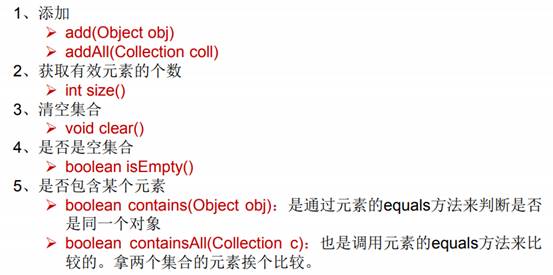 1、添加
➢ add(Object obj)
➢ addAll(Collection coll)
2、获取有效元素的个数
➢ int size()
3、清空集合
➢ void clear()
4、是否是空集合
➢ boolean isEmpty()
5、是否包含某个元素
➢ boolean contains(Object obj)：是通过元素的equals方法来判断是否
是同一个对象
➢ boolean containsAll(Collection c)：也是调用元素的equals方法来比
较的。拿两个集合的元素挨个比较。